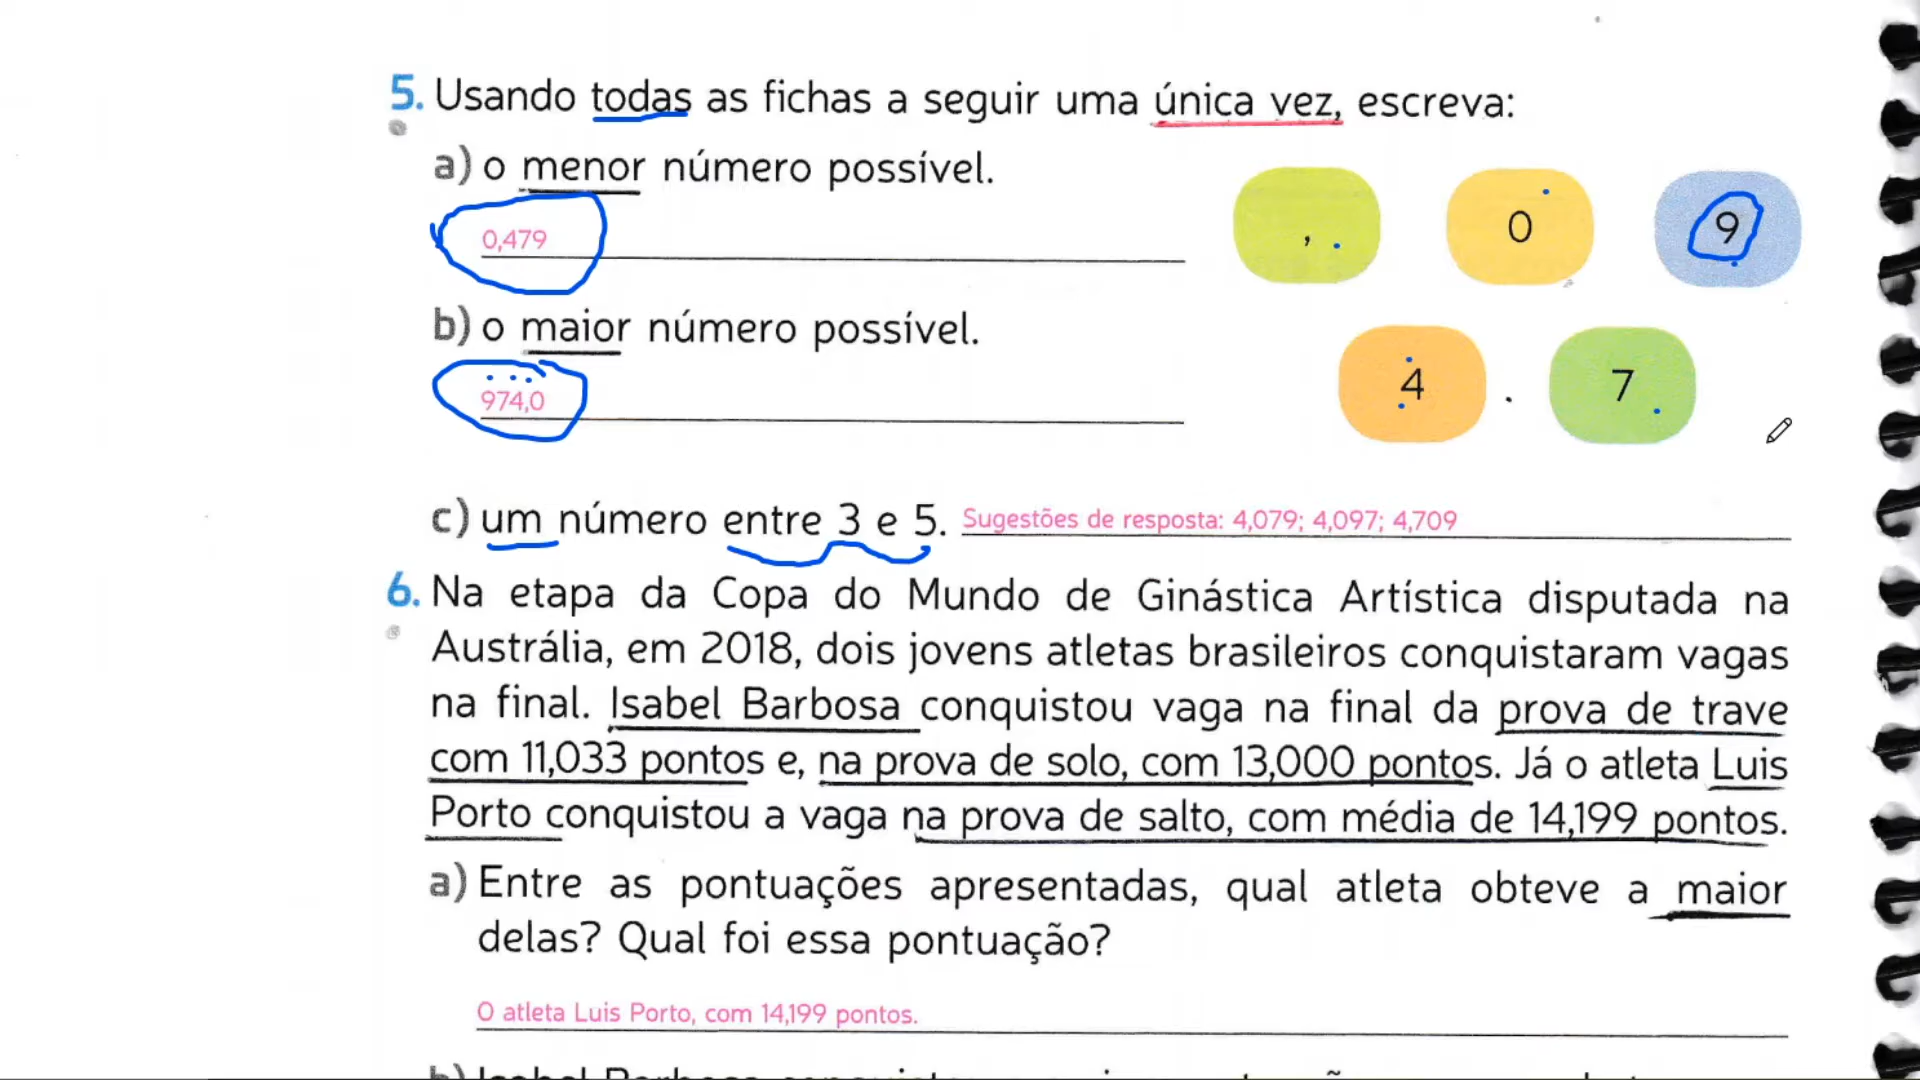 5. Usando todas as fichas a seguir uma única vez, escreva:
a) o menor número possível.
0,479
b) o maior número possível.
974,0
, 0 9
4 7
c) um número entre 3 e 5. Sugestões de resposta: 4,079; 4,097; 4,709
6. Na etapa da Copa do Mundo de Ginástica Artística disputada na
Austrália, em 2018, dois jovens atletas brasileiros conquistaram vagas
na final. Isabel Barbosa conquistou vaga na final da prova de trave
com 11,033 pontos e, na prova de solo, com 13,000 pontos. Já o atleta Luis
Porto conquistou a vaga na prova de salto, com média de 14,199 pontos.
a) Entre as pontuações apresentadas, qual atleta obteve a maior
delas? Qual foi essa pontuação?
O atleta Luis Porto, com 14,199 pontos.
b) Isabel Barbosa